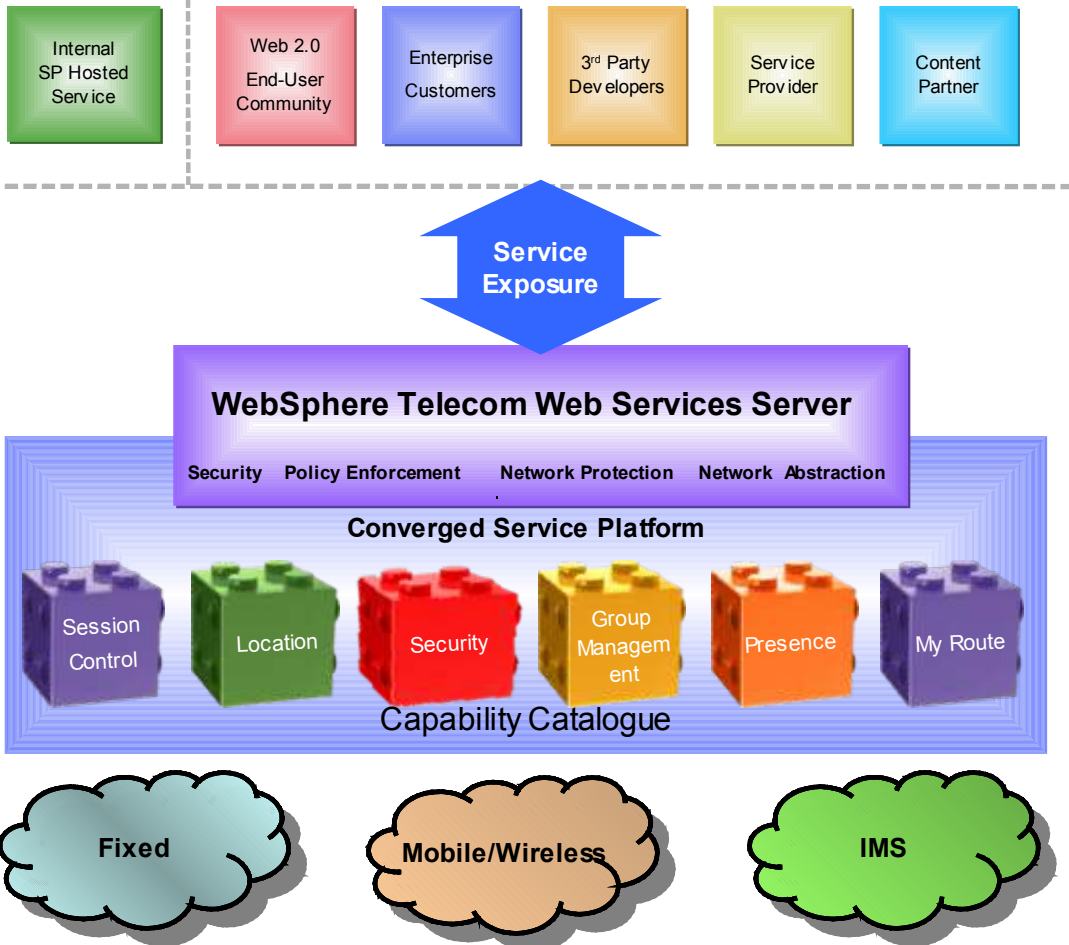 Internal
SP Hosted
Service
Web 2.0
End-User
Community
Enterprise
Customers
3rd Party
Developers
Service
Provider
Content
Partner
Service
Exposure
WebSphere Telecom Web Services Server
Security Policy Enforcement Network Protection Network Abstraction
.
Converged Service Platform
Session
Control
Location
Security
Group
Managem
ent
Presence
My Route
Capability Catalogue
Fixed
Mobile/Wireless
IMS